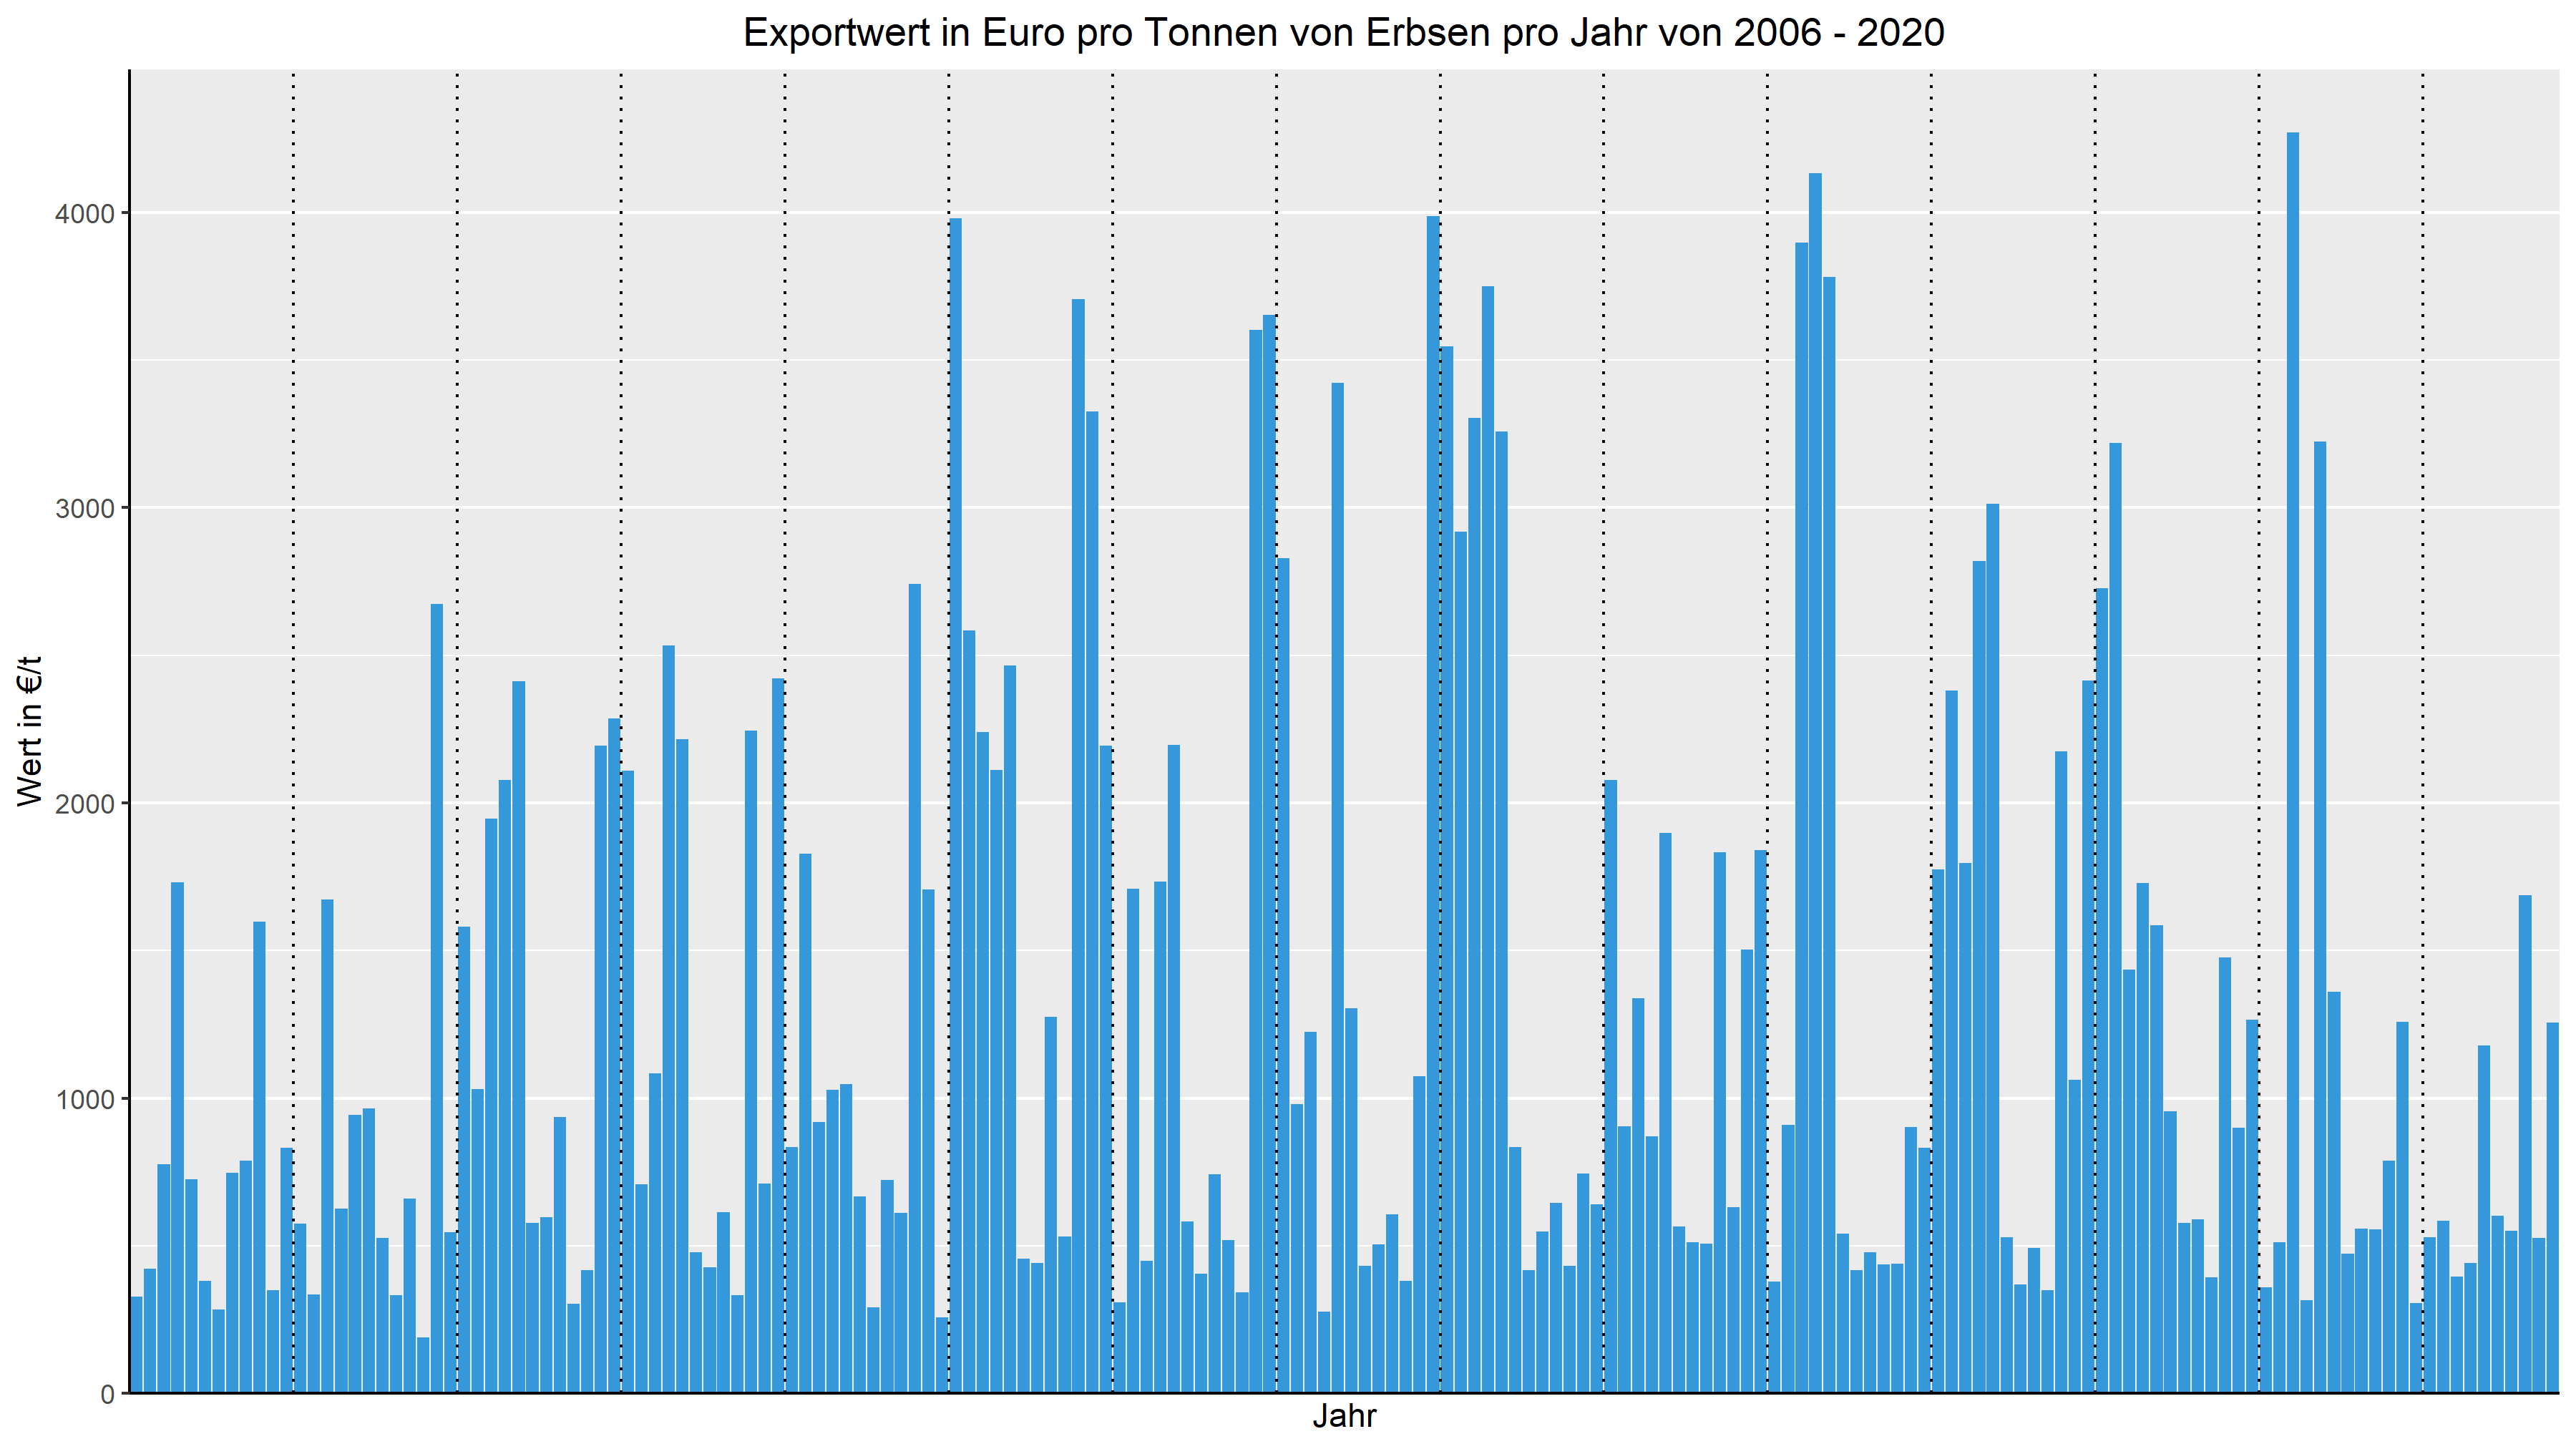 Exportwert in Euro pro Tonnen von Erbsen pro Jahr von 2006 - 2020
Wert in €/t
4000
3000
2000
1000
0
Jahr